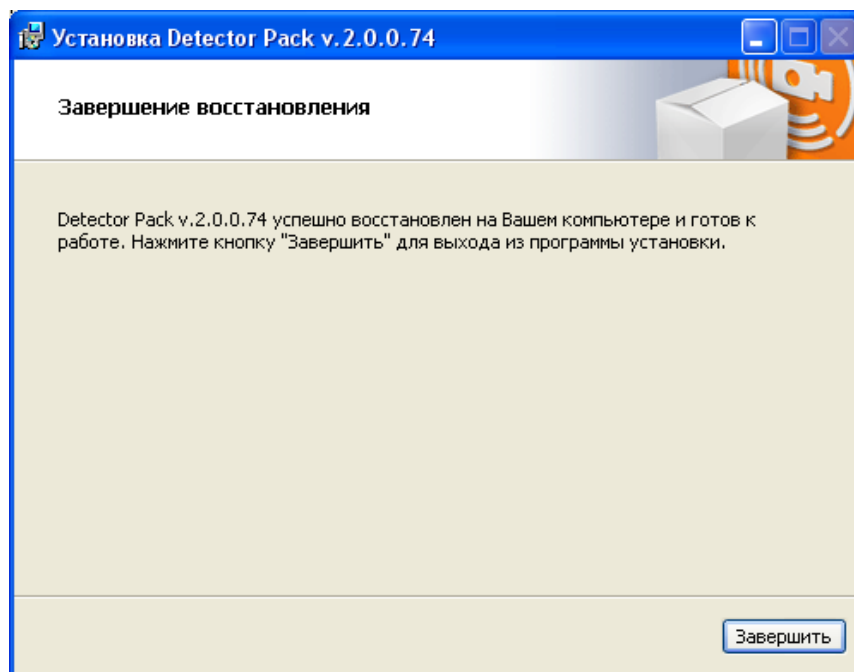 Установка Detector Pack v.2.0.0.74
Завершение восстановления
Detector Pack v.2.0.0.74 успешно восстановлен на Вашем компьютере и готов к
работе. Нажмите кнопку "Завершить" для выхода из программы установки.
Завершить